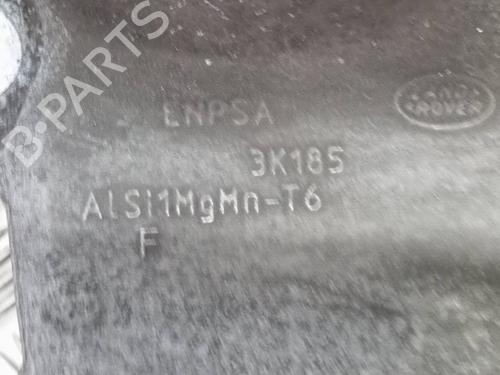 B-PARTS
LAND
ROVER
ENPSA
3K185
AlSi1MgMn-T6
F